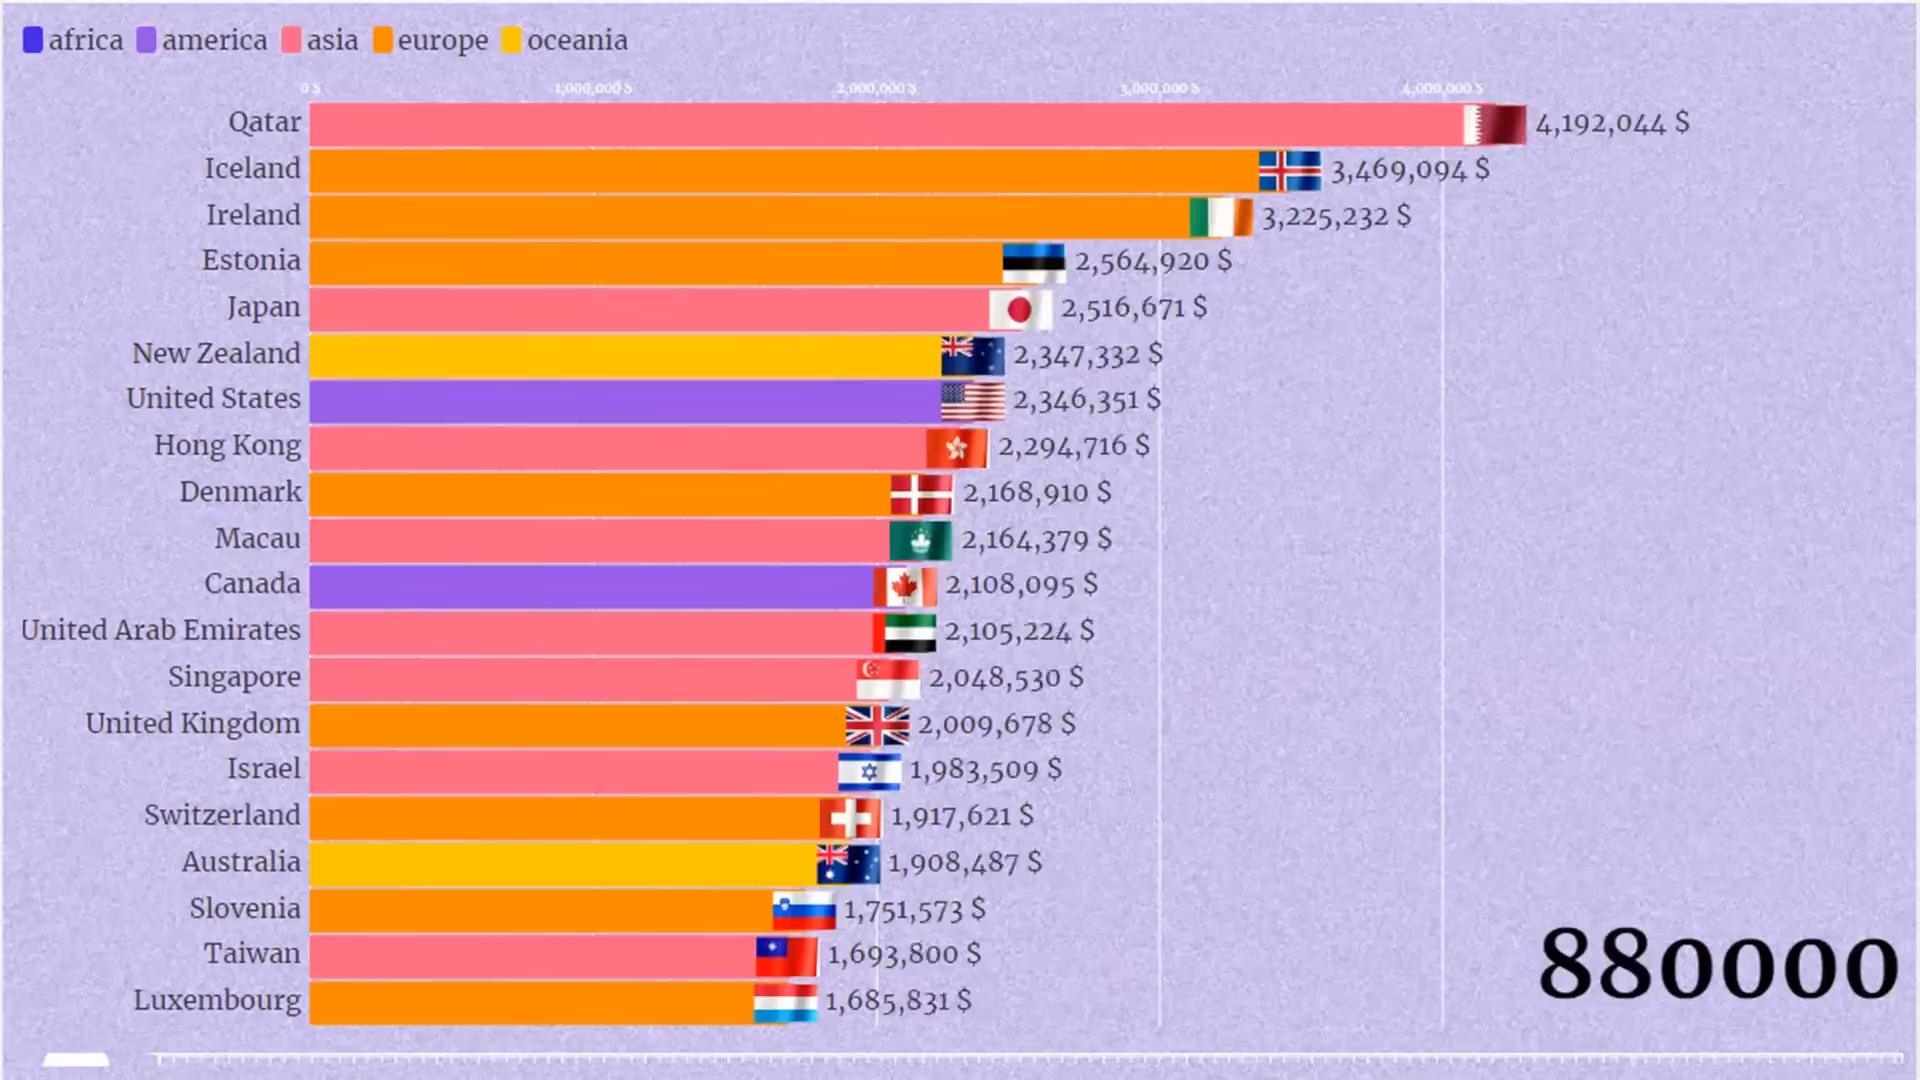 africa america asia europe oceania
0 $ 1,000,000 $ 2,000,000 $ 3,000,000 $ 4,000,000 $
Qatar 4,192,044 $
Iceland 3,469,094 $
Ireland 3,225,232 $
Estonia 2,564,920 $
Japan 2,516,671 $
New Zealand 2,347,332 $
United States 2,346,351 $
Hong Kong 2,294,716 $
Denmark 2,168,910 $
Macau 2,164,379 $
Canada 2,108,095 $
United Arab Emirates 2,105,224 $
Singapore 2,048,530 $
United Kingdom 2,009,678 $
Israel 1,983,509 $
Switzerland 1,917,621 $
Australia 1,908,487 $
Slovenia 1,751,573 $
Taiwan 1,693,800 $
Luxembourg 1,685,831 $
880000